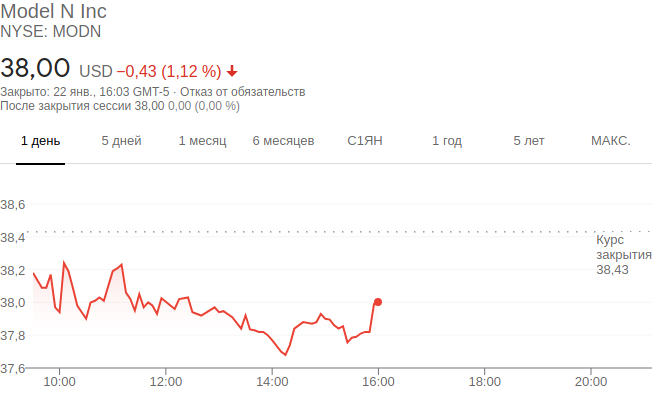 Model N Inc
NYSE: MODN
38,00 USD −0,43 (1,12 %)
Закрыто: 22 янв., 16:03 GMT-5 · Отказ от обязательств
После закрытия сессии 38,00 0,00 (0,00 %)
1 день 5 дней 1 месяц 6 месяцев С1ЯН 1 год 5 лет МАКС.
38,6
38,4
Курс
закрытия
38,43
38,2
38,0
37,8
37,6
10:00 12:00 14:00 16:00 18:00 20:00